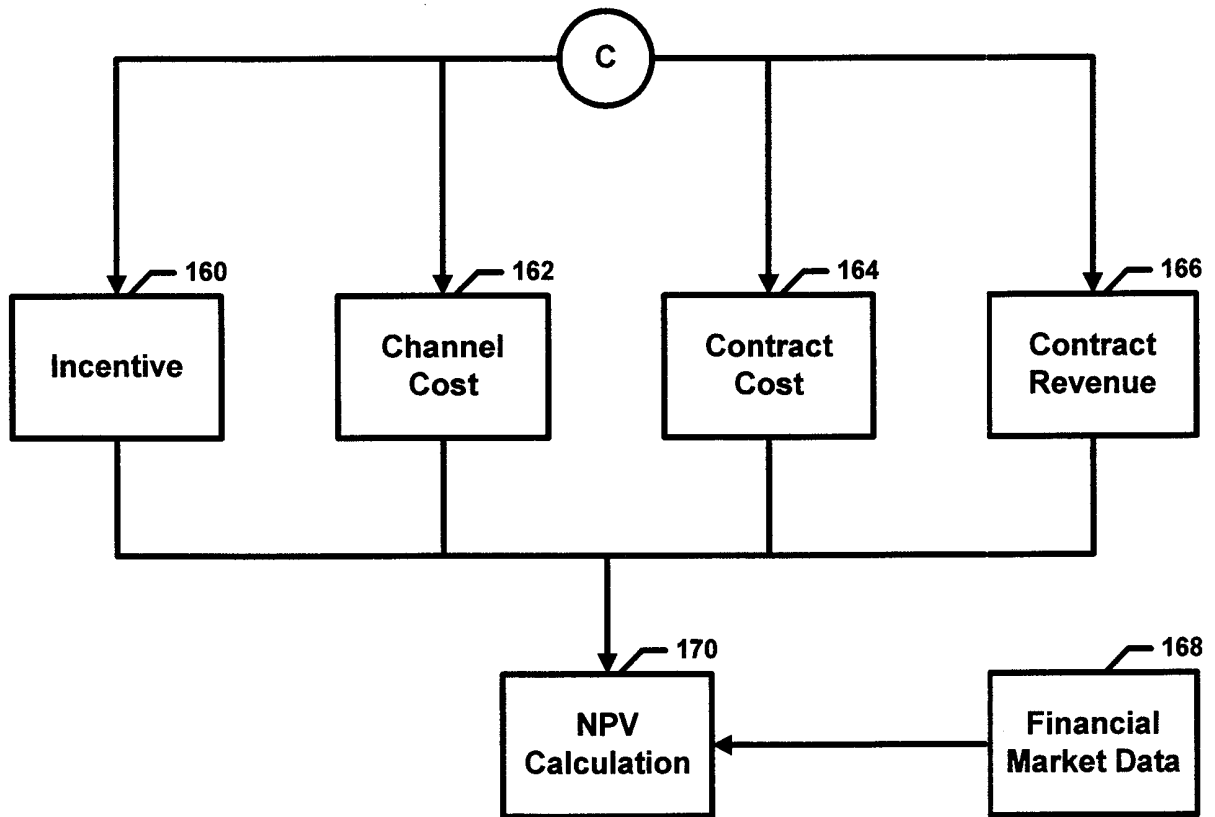 C
160
162
164
166
Incentive
Channel
Cost
Contract
Cost
Contract
Revenue
170
168
NPV
Calculation
Financial
Market Data